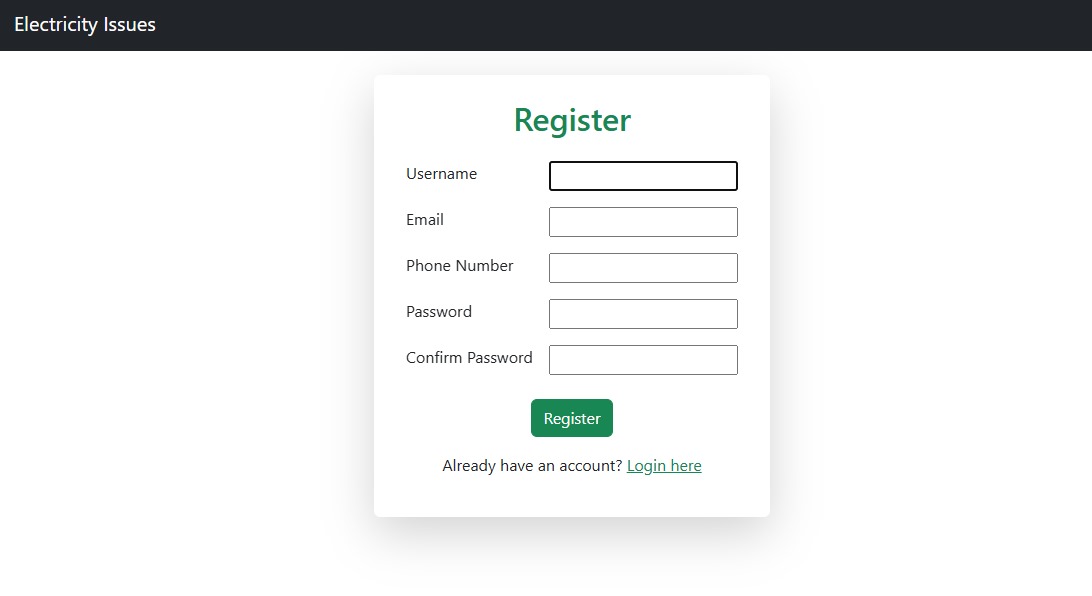 Electricity Issues
Register
Username
Email
Phone Number
Password
Confirm Password
Register
Already have an account? Login here